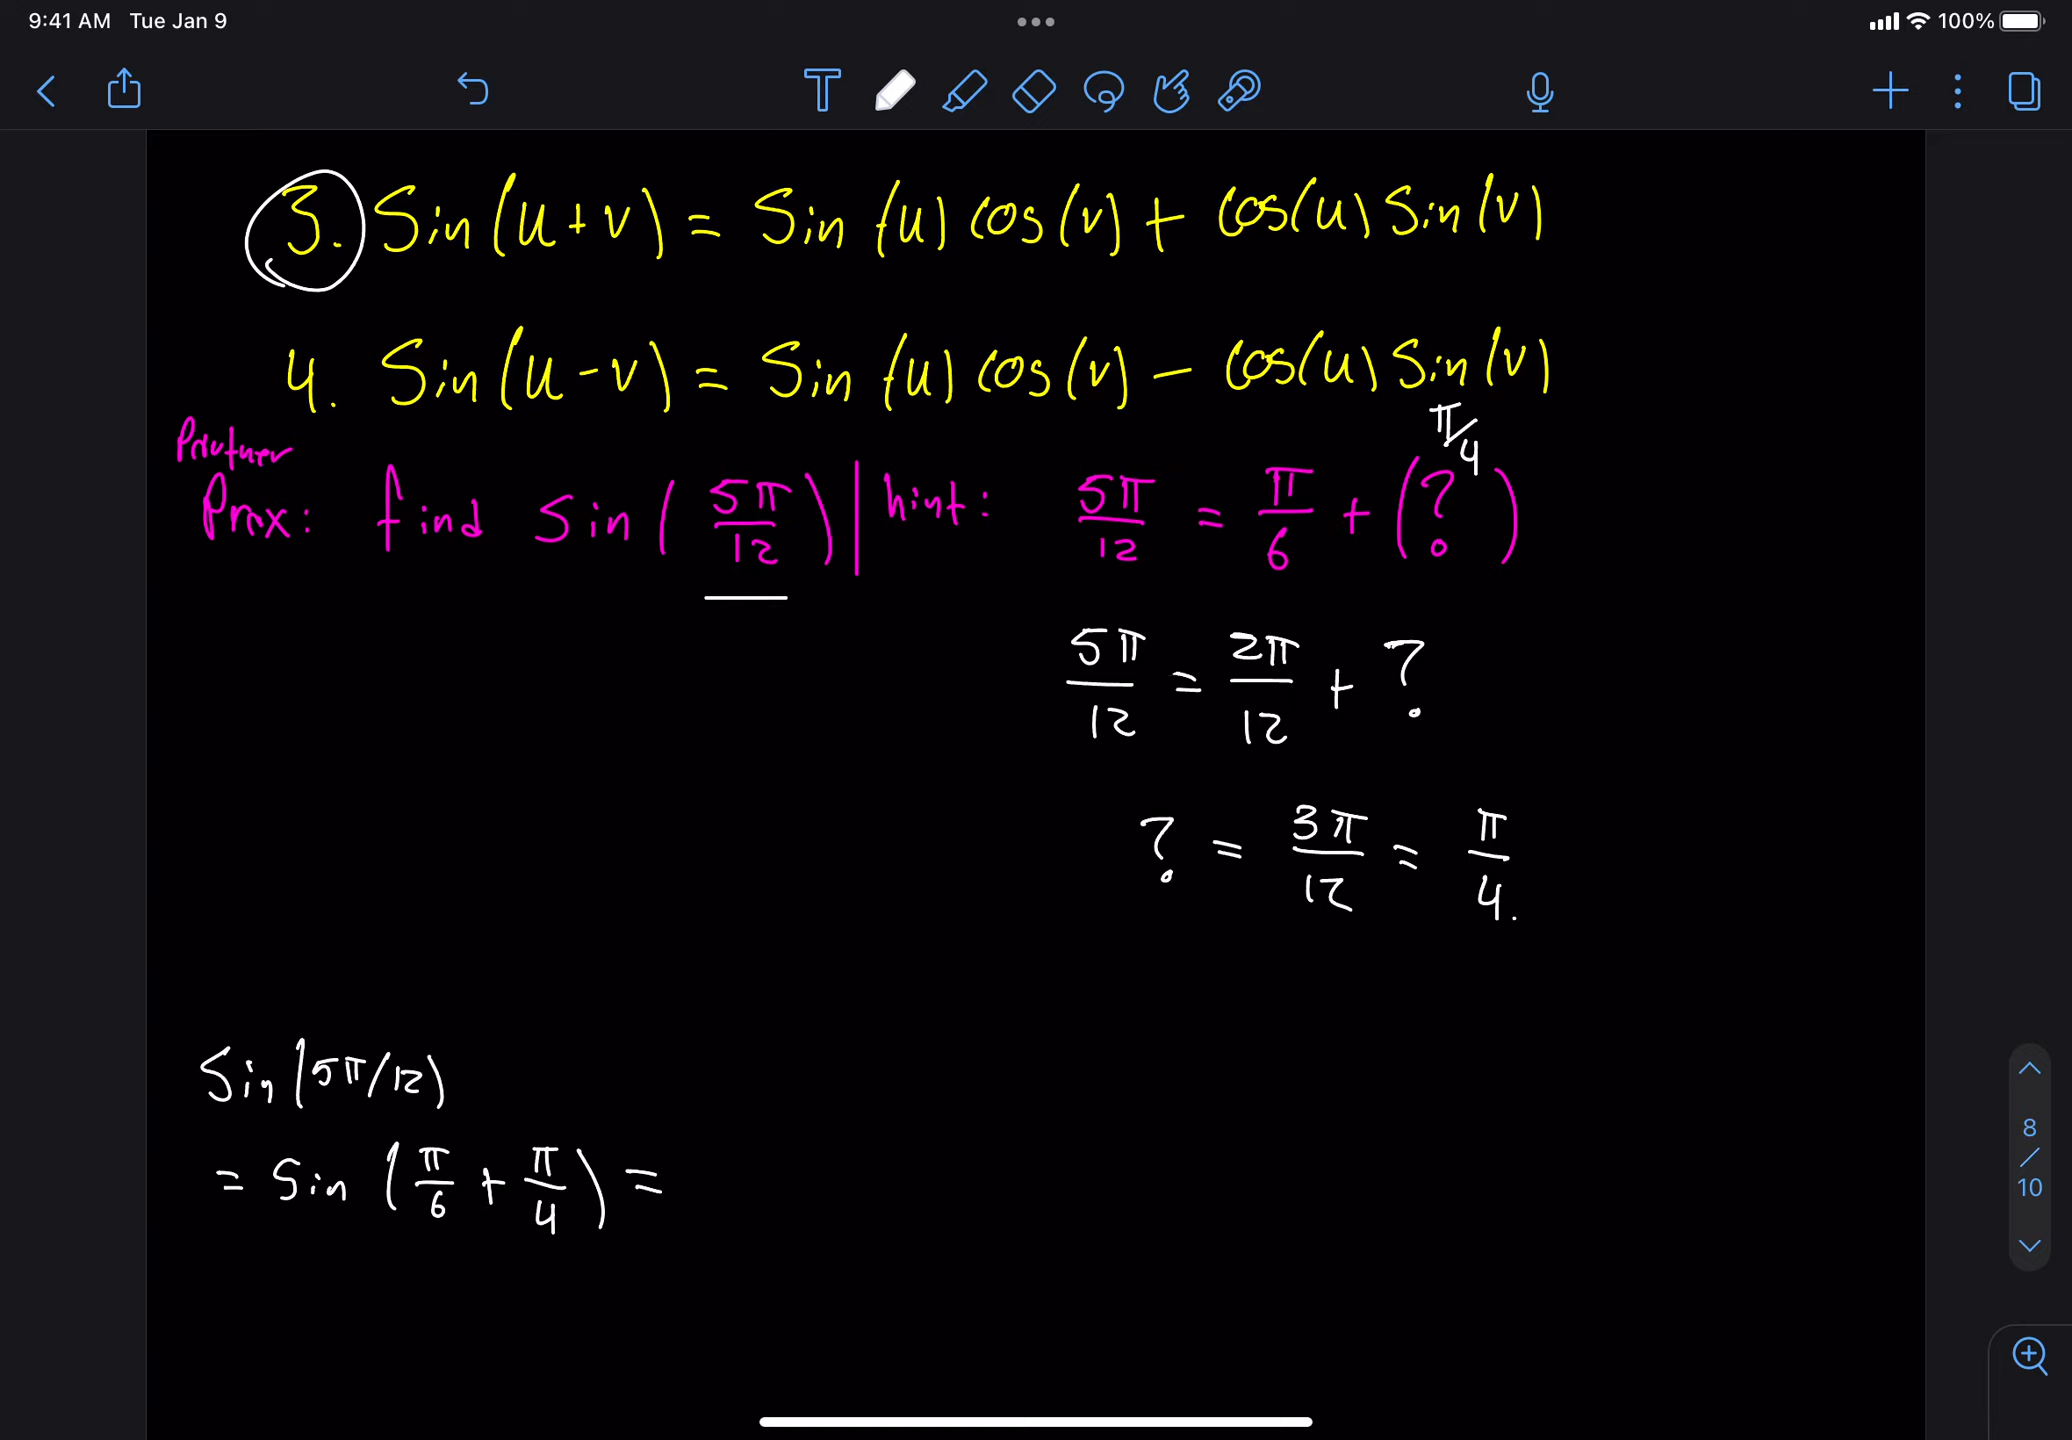 9:41 AM Tue Jan 9
100%
3. Sin(u+v) = Sin(u) cos(v) + cos(u) Sin(v)
4. Sin(u-v) = Sin(u) cos(v) - cos(u) Sin(v)
π/4
Prax: find sin(5π/12) | hint: 5π/12 = π/6 + (?)
5π/12 = 2π/12 + ?
? = 3π/12 = π/4.
Sin(5π/12)
= Sin (π/6 + π/4) =
8
/
10